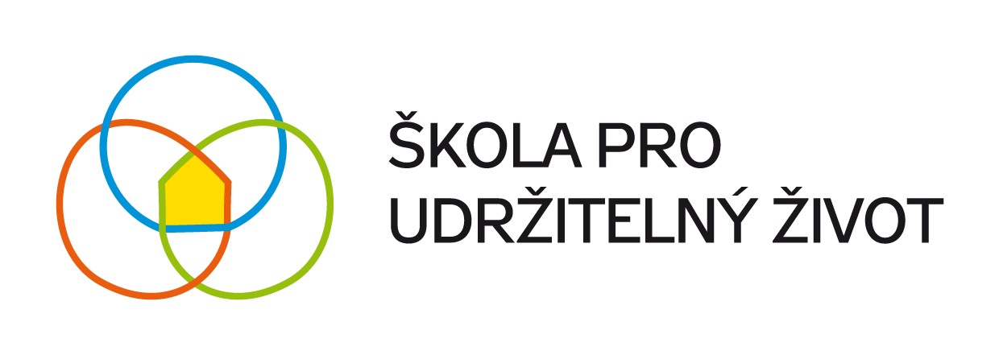 ŠKOLA PRO
UDRŽITELNÝ ŽIVOT